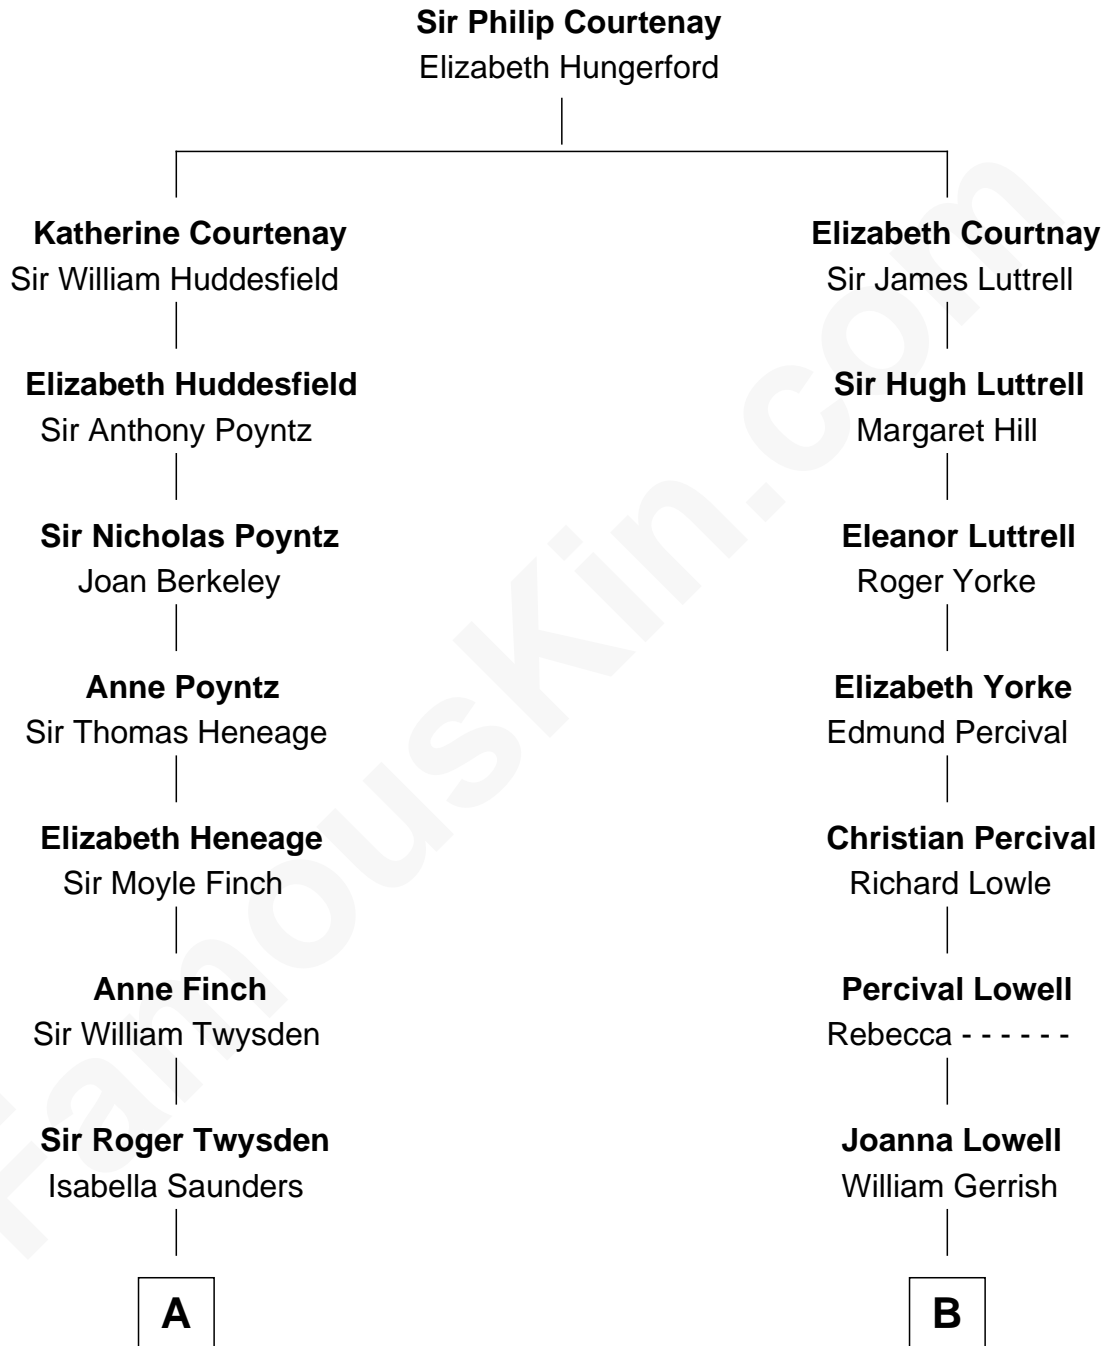 Sir Philip Courtenay
Elizabeth Hungerford
Katherine Courtenay
Sir William Huddesfield
Elizabeth Courtnay
Sir James Luttrell
Elizabeth Huddesfield
Sir Anthony Poyntz
Sir Hugh Luttrell
Margaret Hill
Sir Nicholas Poyntz
Joan Berkeley
Eleanor Luttrell
Roger Yorke
Anne Poyntz
Sir Thomas Heneage
Elizabeth Yorke
Edmund Percival
Elizabeth Heneage
Sir Moyle Finch
Christian Percival
Richard Lowle
Anne Finch
Sir William Twysden
Percival Lowell
Rebecca - - - - - -
Sir Roger Twysden
Isabella Saunders
Joanna Lowell
William Gerrish
A
B
FamousKin.com